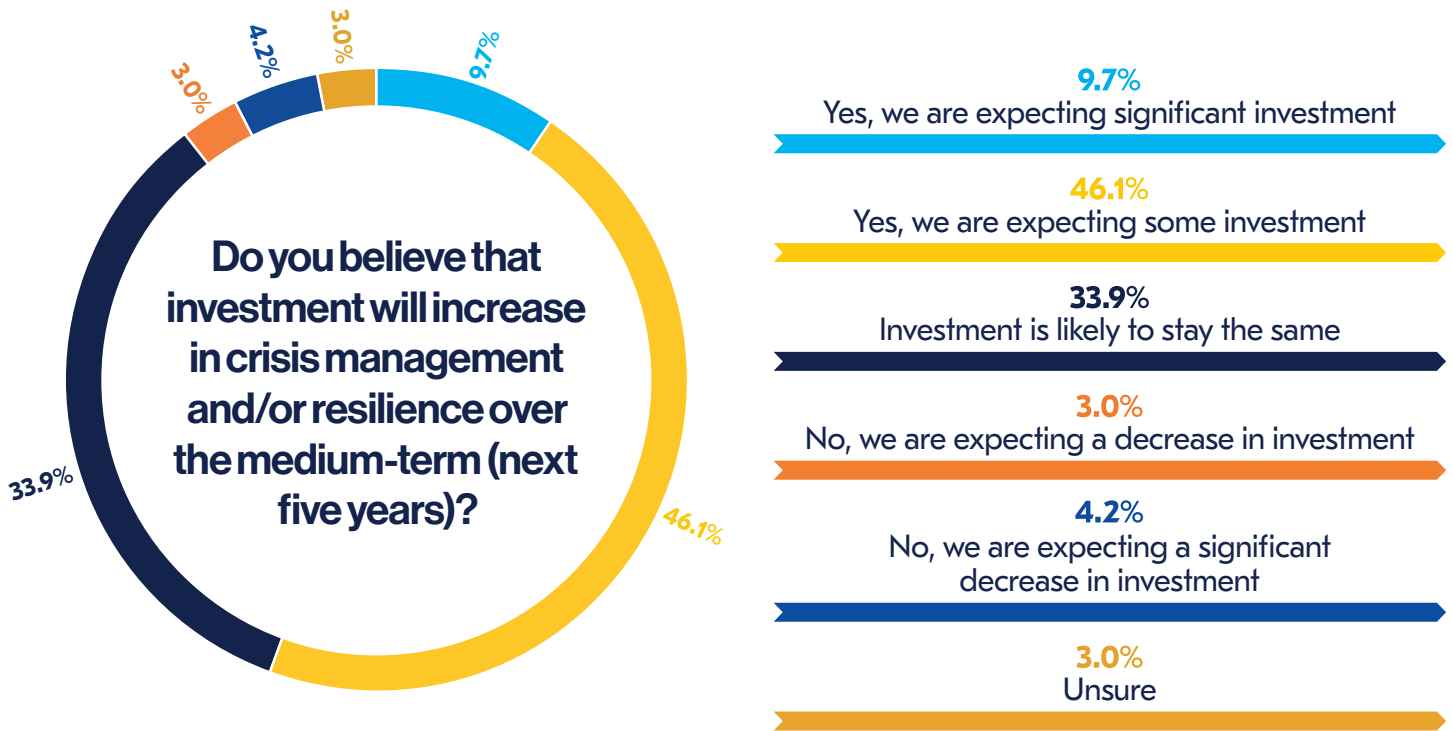 3.0%
4.2%
3.0%
9.7%
33.9%
46.1%
Do you believe that
investment will increase
in crisis management
and/or resilience over
the medium-term (next
five years)?
9.7%
Yes, we are expecting significant investment
46.1%
Yes, we are expecting some investment
33.9%
Investment is likely to stay the same
3.0%
No, we are expecting a decrease in investment
4.2%
No, we are expecting a significant
decrease in investment
3.0%
Unsure